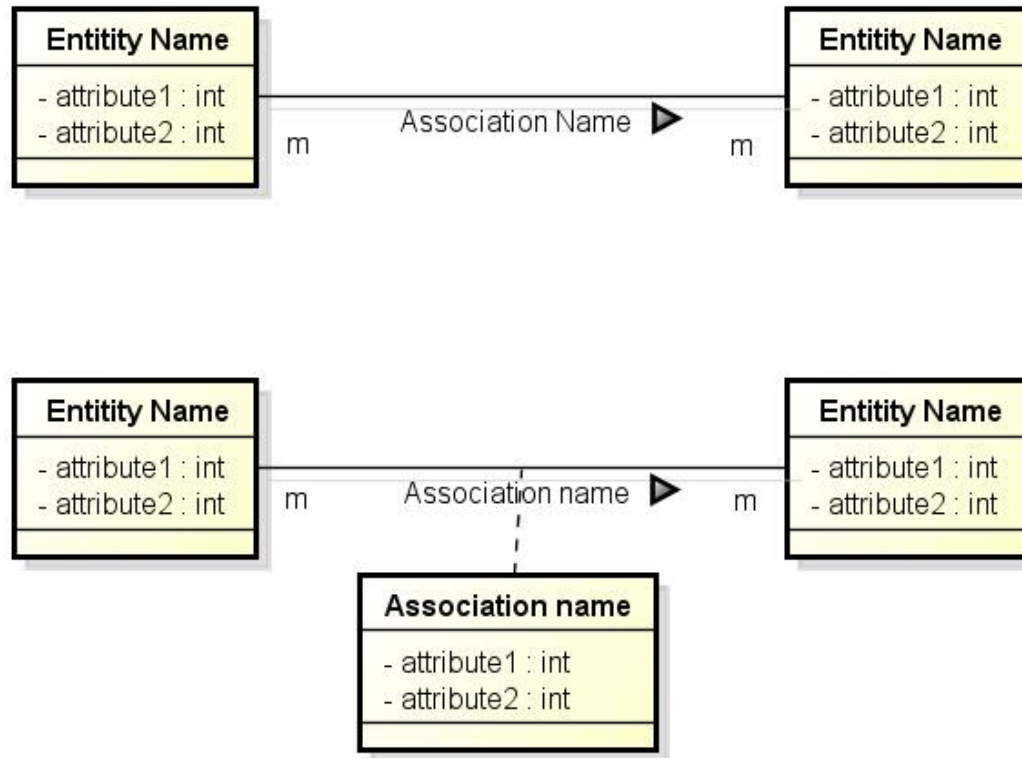 Entitity Name
- attribute1 : int
- attribute2 : int
m
Association Name
m
Entitity Name
- attribute1 : int
- attribute2 : int
Entitity Name
- attribute1 : int
- attribute2 : int
m
Association name
m
Entitity Name
- attribute1 : int
- attribute2 : int
Association name
- attribute1 : int
- attribute2 : int